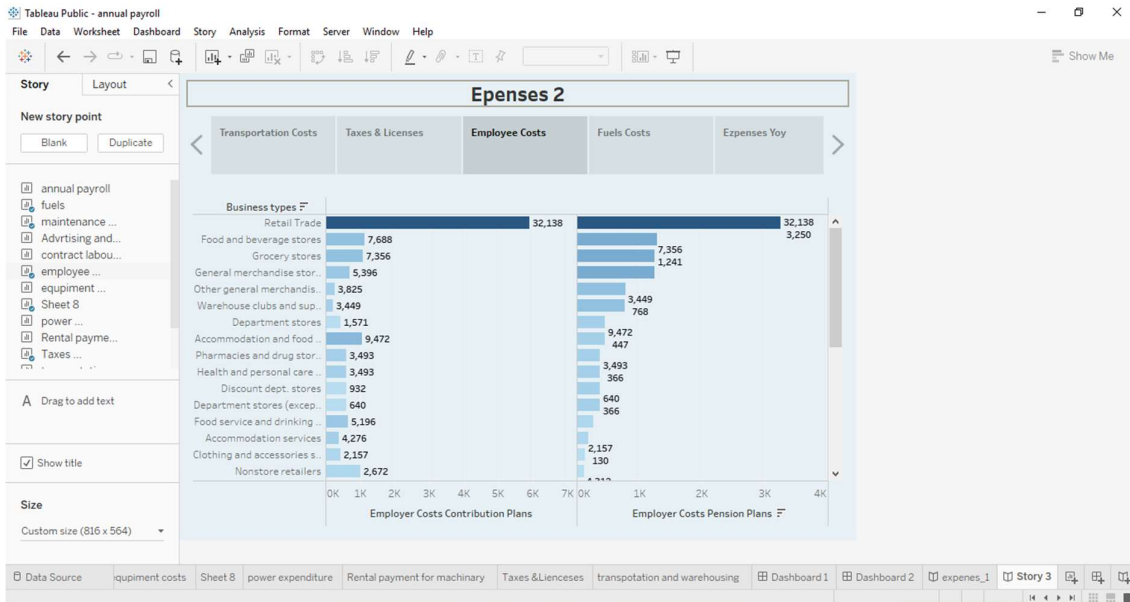 Tableau Public - annual payroll
File Data Worksheet Dashboard Story Analysis Format Server Window Help
Show Me
Story Layout
New story point
Blank Duplicate
annual payroll
fuels
maintenance ...
Advrtising and...
contract labou...
employee ...
equpiment ...
Sheet 8
power ...
Rental payme...
Taxes ...
A Drag to add text
Show title
Size
Custom size (816 x 564)
Epenses 2
Transportation Costs Taxes & Licenses Employee Costs Fuels Costs Ezpenses Yoy
Business types
Retail Trade 32,138 32,138
Food and beverage stores 7,688 3,250
Grocery stores 7,356 7,356
General merchandise stor.. 5,396 1,241
Other general merchandis.. 3,825
Warehouse clubs and sup.. 3,449 3,449
Department stores 1,571 768
Accommodation and food .. 9,472 9,472
Pharmacies and drug stor.. 3,493 447
Health and personal care .. 3,493 3,493
Discount dept. stores 932 366
Department stores (excep.. 640 640
Food service and drinking .. 5,196 366
Accommodation services 4,276
Clothing and accessories s.. 2,157 2,157
Nonstore retailers 2,672 130
0K 1K 2K 3K 4K 5K 6K 7K 0K 1K 2K 3K 4K
Employer Costs Contribution Plans Employer Costs Pension Plans
Data Source equpiment costs Sheet 8 power expenditure Rental payment for machinary Taxes &Lienceses transpotation and warehousing Dashboard 1 Dashboard 2 expenes_1 Story 3